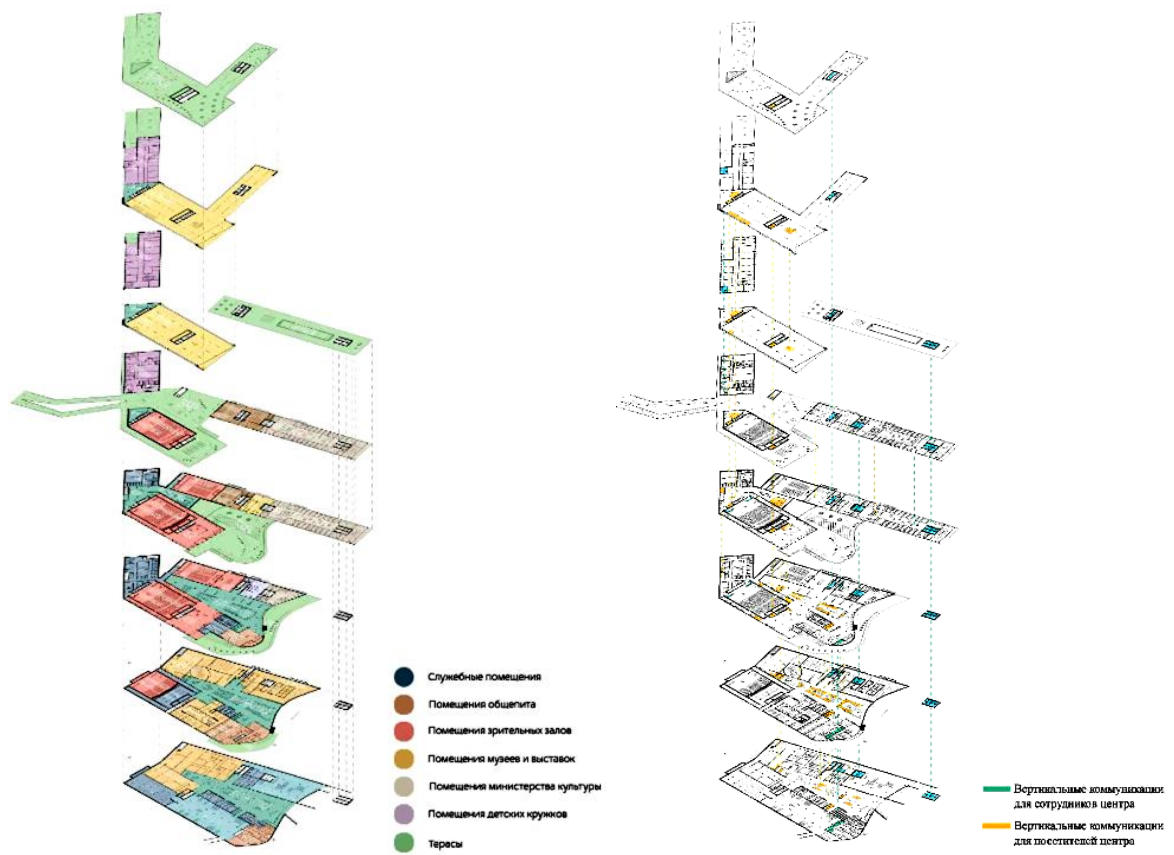 Служебные помещения
Помещения общепита
Помещения зрительных залов
Помещения музеев и выставок
Помещения министерства культуры
Помещения детских кружков
Терасы
Вертикальные коммуникации
для сотрудников центра
Вертикальные коммуникации
для посетителей центра